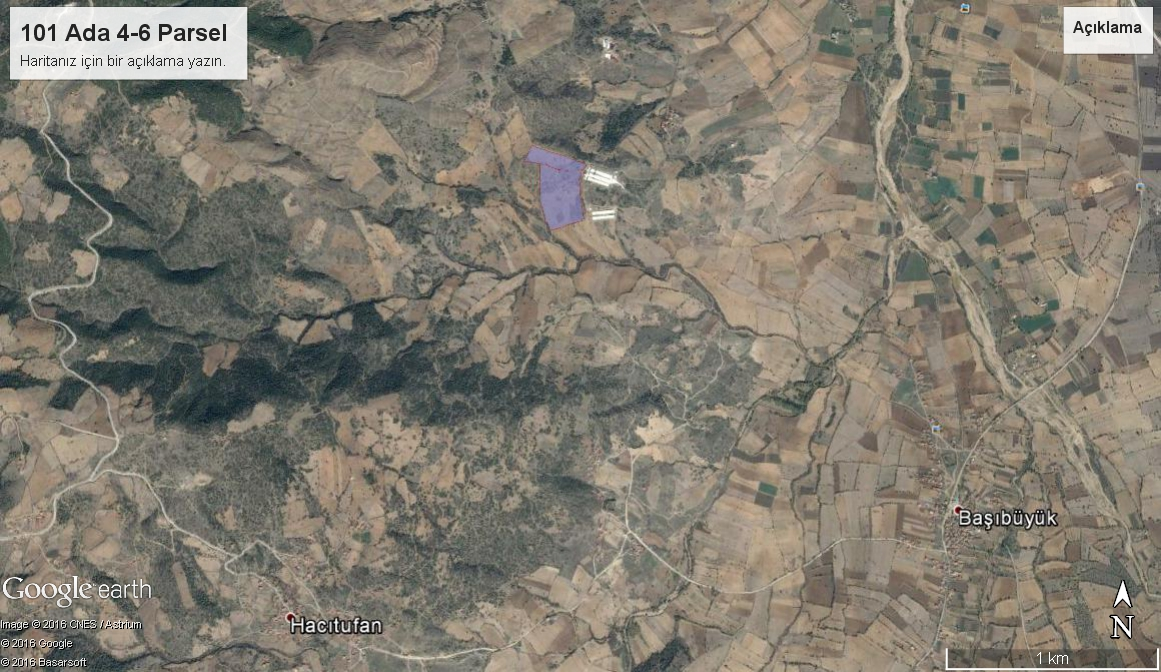 101 Ada 4-6 Parsel
Haritanız için bir açıklama yazın.
Açıklama
Başıbüyük
Google earth
Hacıtufan
Image © 2016 CNES / Astrium
© 2016 Google
© 2016 Basarsoft
N
1 km